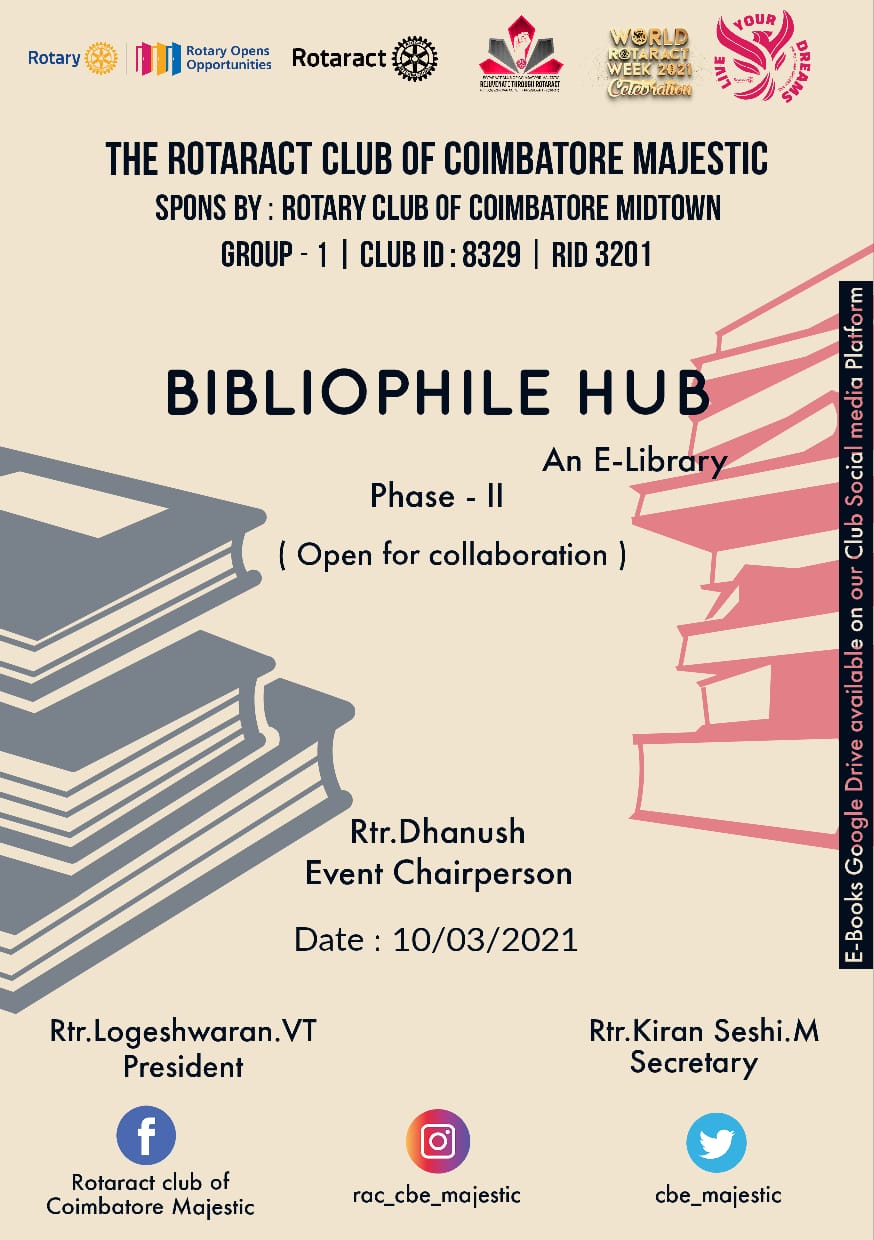 Rotary
Rotary Opens
Opportunities
Rotaract
REJUVENATE THROUGH ROTARACT
WORLD
ROTARACT
WEEK 2021
Celebration
LIVE YOUR DREAMS
THE ROTARACT CLUB OF COIMBATORE MAJESTIC
SPONS BY : ROTARY CLUB OF COIMBATORE MIDTOWN
GROUP - 1 | CLUB ID : 8329 | RID 3201
BIBLIOPHILE HUB
An E-Library
Phase - II
( Open for collaboration )
E-Books Google Drive available on our Club Social media Platform
Rtr.Dhanush
Event Chairperson
Date : 10/03/2021
Rtr.Logeshwaran.VT
President
Rtr.Kiran Seshi.M
Secretary
Rotaract club of
Coimbatore Majestic
rac_cbe_majestic
cbe_majestic